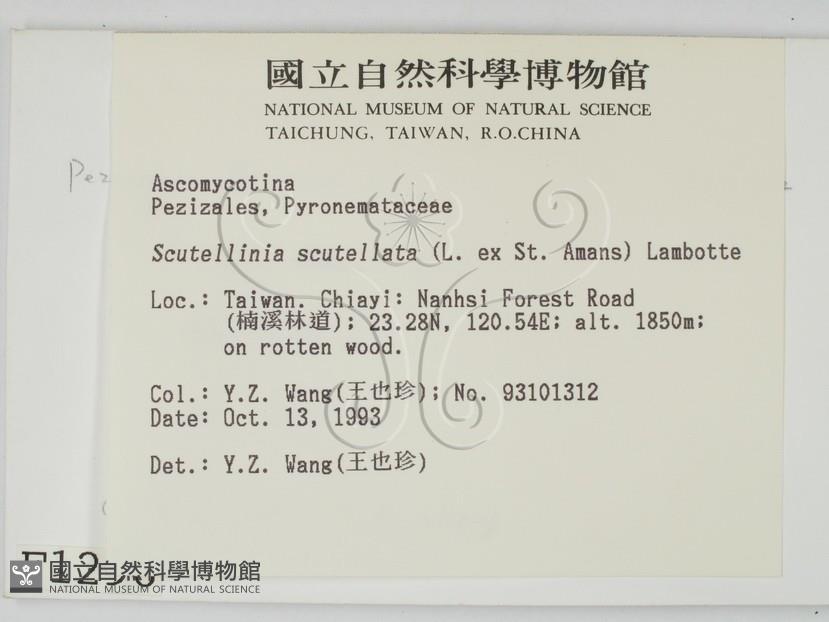 國立自然科學博物館
NATIONAL MUSEUM OF NATURAL SCIENCE
TAICHUNG, TAIWAN, R.O.CHINA
Pez
Ascomycotina
Pezizales, Pyronemataceae
Scutellinia scutellata (L. ex St. Amans) Lambotte
Loc.: Taiwan. Chiayi: Nanhsi Forest Road
(楠溪林道); 23.28N, 120.54E; alt. 1850m;
on rotten wood.
Col.: Y.Z. Wang(王也珍); No. 93101312
Date: Oct. 13, 1993
Det.: Y.Z. Wang(王也珍)
國立自然科學博物館
NATIONAL MUSEUM OF NATURAL SCIENCE